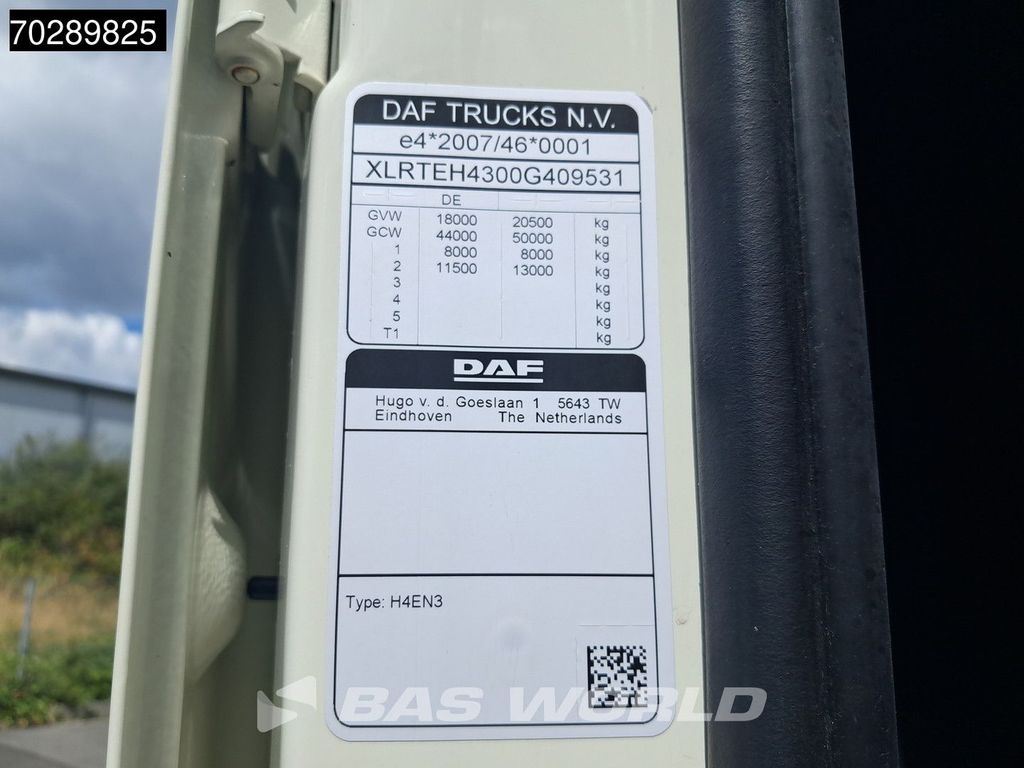 70289825
DAF TRUCKS N.V.
e4*2007/46*0001
XLRTEH4300G409531
DE
GVW 18000 20500 kg
GCW 44000 50000 kg
1 8000 8000 kg
2 11500 13000 kg
3 kg
4 kg
5 kg
T1 kg
DAF
Hugo v. d. Goeslaan 1 5643 TW
Eindhoven The Netherlands
Type: H4EN3
BAS WORLD